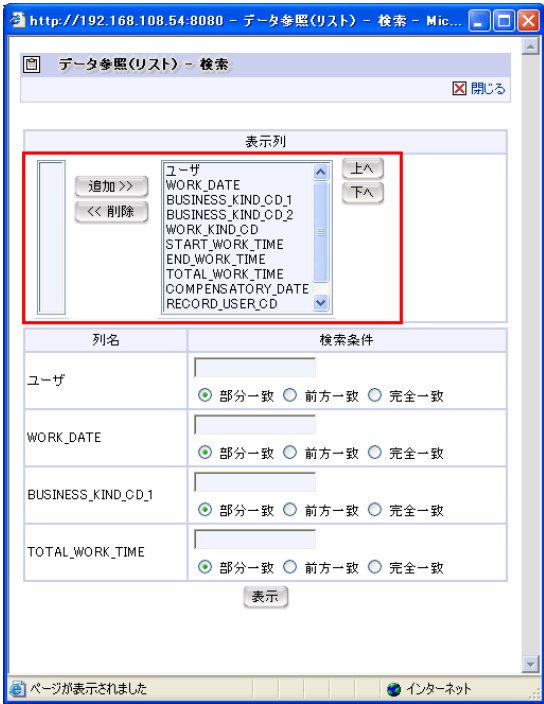 http://192.168.108.54:8080 - データ参照(リスト) - 検索 - Mic...
データ参照(リスト) - 検索
閉じる
表示列
追加 >>
<< 削除
ユーザ
WORK_DATE
BUSINESS_KIND_CD_1
BUSINESS_KIND_CD_2
WORK_KIND_CD
START_WORK_TIME
END_WORK_TIME
TOTAL_WORK_TIME
COMPENSATORY_DATE
RECORD_USER_CD
上へ
下へ
列名 検索条件
ユーザ
部分一致 前方一致 完全一致
WORK_DATE
部分一致 前方一致 完全一致
BUSINESS_KIND_CD_1
部分一致 前方一致 完全一致
TOTAL_WORK_TIME
部分一致 前方一致 完全一致
表示
ページが表示されました インターネット